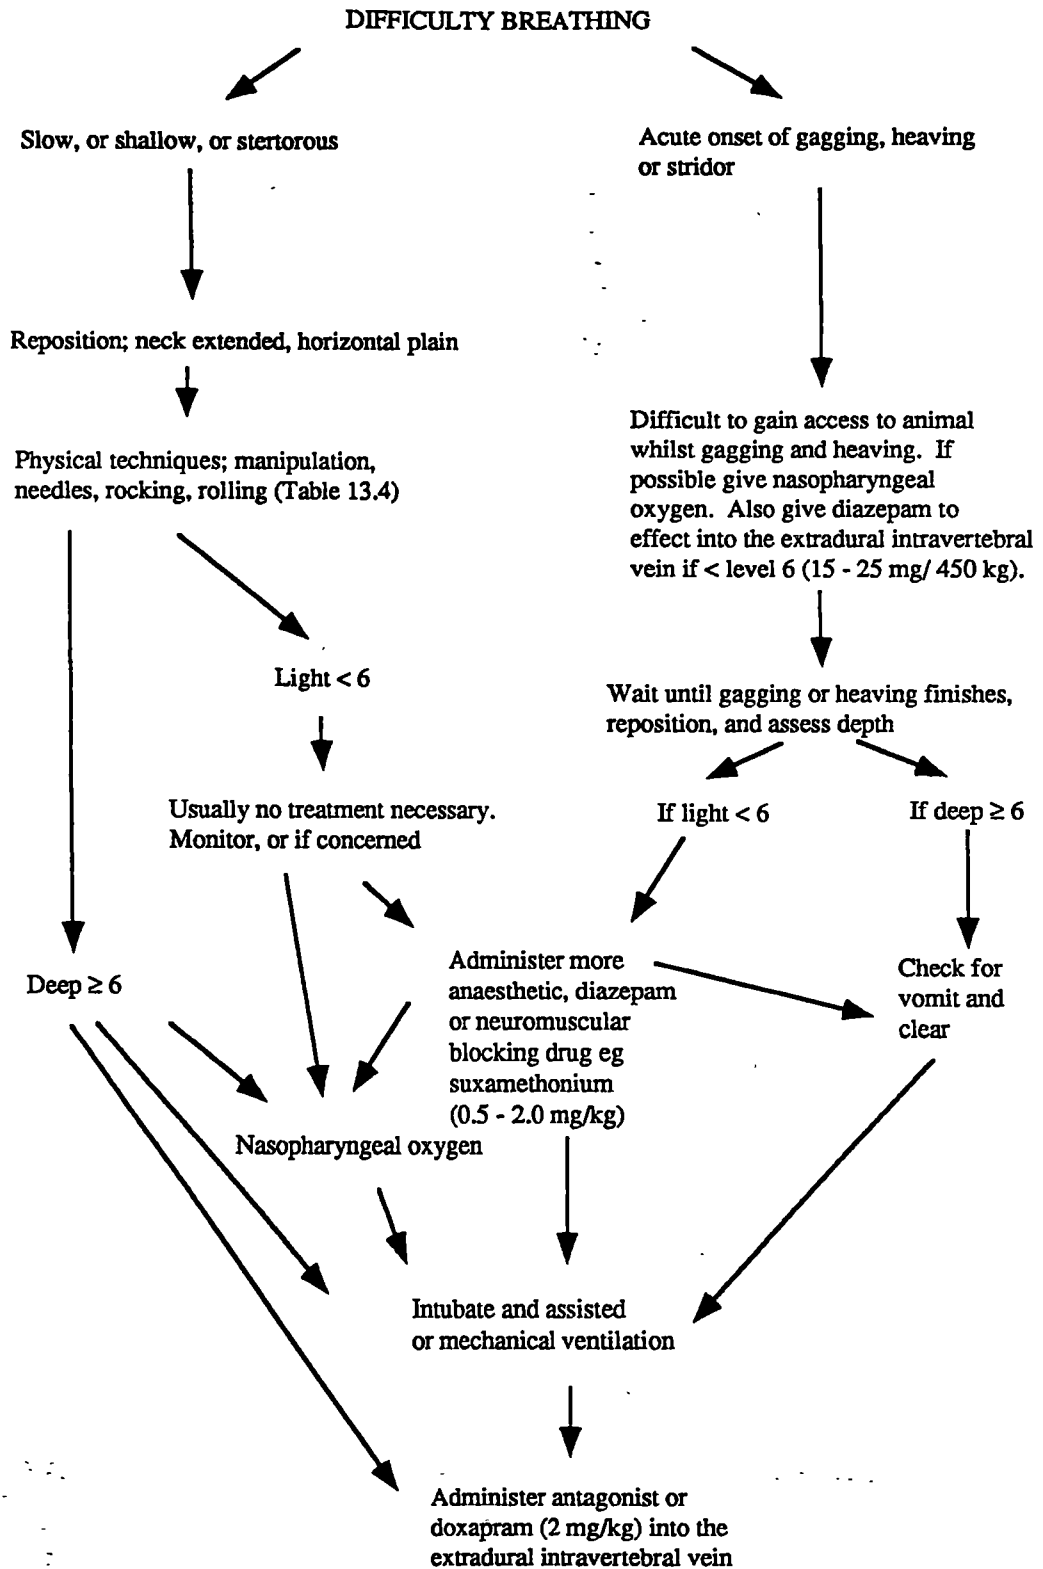 DIFFICULTY BREATHING
Slow, or shallow, or stertorous
Acute onset of gagging, heaving
or stridor
Reposition; neck extended, horizontal plain
Physical techniques; manipulation,
needles, rocking, rolling (Table 13.4)
Difficult to gain access to animal
whilst gagging and heaving. If
possible give nasopharyngeal
oxygen. Also give diazepam to
effect into the extradural intravertebral
vein if < level 6 (15 - 25 mg/ 450 kg).
Light < 6
Wait until gagging or heaving finishes,
reposition, and assess depth
Usually no treatment necessary.
Monitor, or if concerned
If light < 6
If deep ≥ 6
Deep ≥ 6
Administer more
anaesthetic, diazepam
or neuromuscular
blocking drug eg
suxamethonium
(0.5 - 2.0 mg/kg)
Check for
vomit and
clear
Nasopharyngeal oxygen
Intubate and assisted
or mechanical ventilation
Administer antagonist or
doxapram (2 mg/kg) into the
extradural intravertebral vein